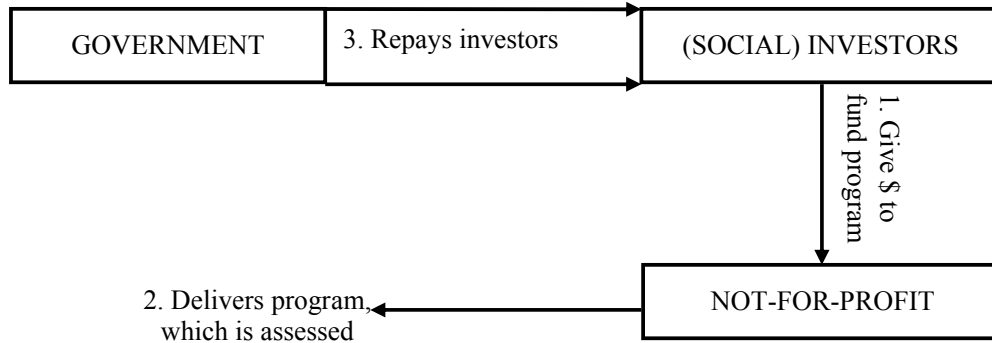 GOVERNMENT
3. Repays investors
(SOCIAL) INVESTORS
1. Give $ to
fund program
NOT-FOR-PROFIT
2. Delivers program,
which is assessed